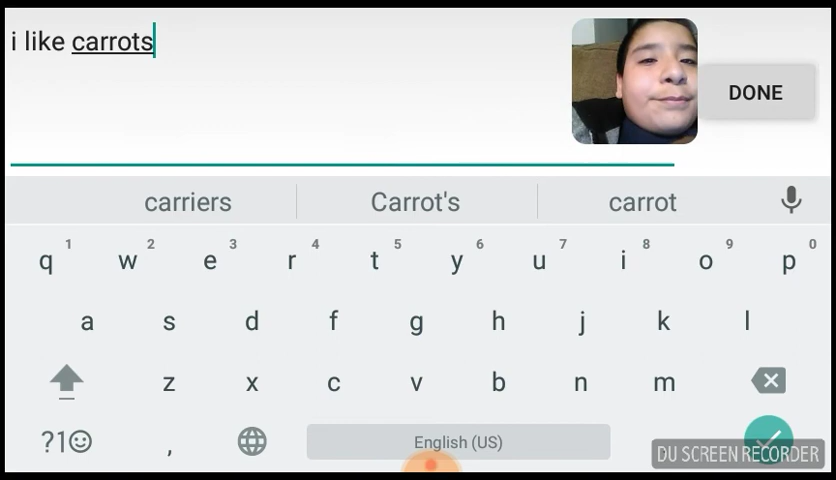 i like carrots
DONE
carriers Carrot's carrot
1 2 3 4 5 6 7 8 9 0
q w e r t y u i o p
a s d f g h j k l
z x c v b n m
?1 , English (US)
DU SCREEN RECORDER